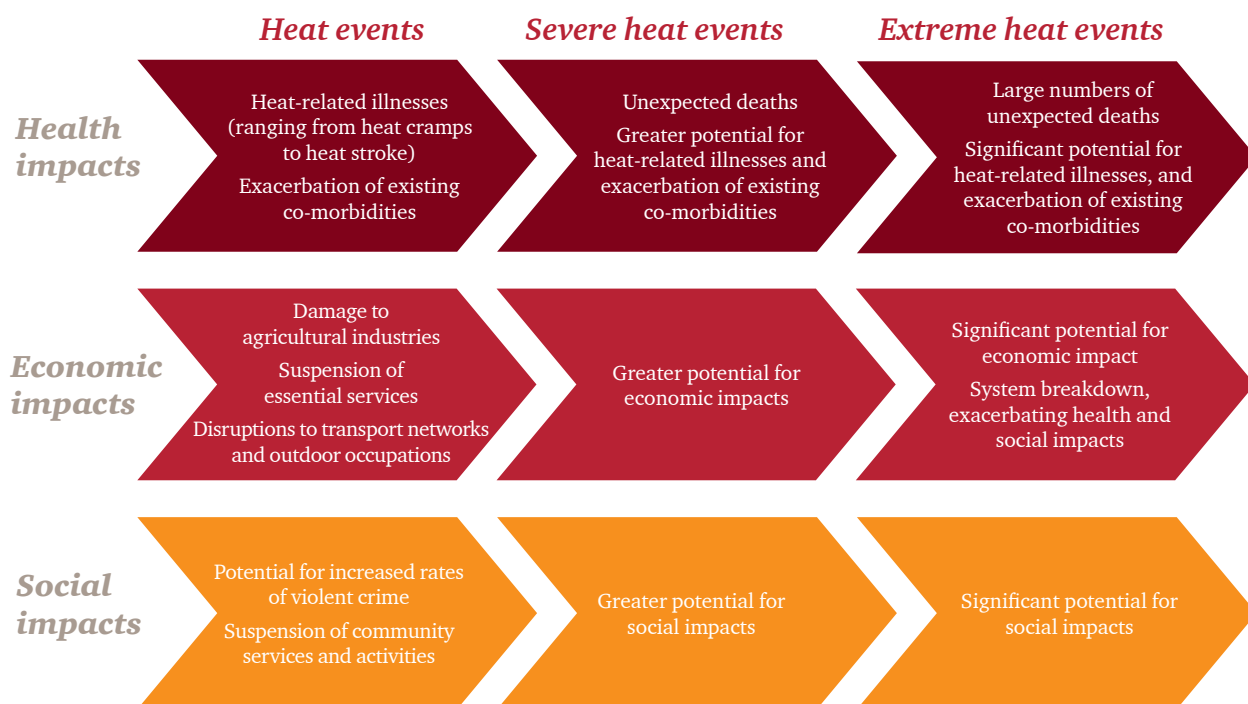 Heat events
Severe heat events
Extreme heat events
Health
impacts
Heat-related illnesses
(ranging from heat cramps
to heat stroke)
Exacerbation of existing
co-morbidities
Unexpected deaths
Greater potential for
heat-related illnesses and
exacerbation of existing
co-morbidities
Large numbers of
unexpected deaths
Significant potential for
heat-related illnesses, and
exacerbation of existing
co-morbidities
Economic
impacts
Damage to
agricultural industries
Suspension of
essential services
Disruptions to transport networks
and outdoor occupations
Greater potential for
economic impacts
Significant potential for
economic impact
System breakdown,
exacerbating health and
social impacts
Social
impacts
Potential for increased rates
of violent crime
Suspension of community
services and activities
Greater potential for
social impacts
Significant potential for
social impacts